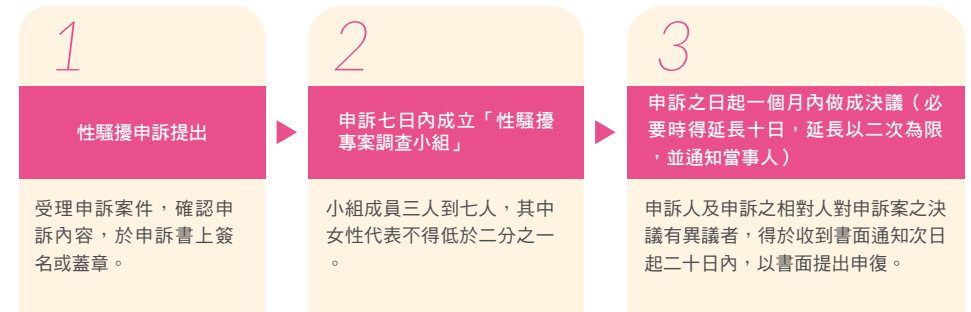 1
性騷擾申訴提出
受理申訴案件，確認申
訴內容，於申訴書上簽
名或蓋章。
2
申訴七日內成立「性騷擾
專案調查小組」
小組成員三人到七人，其中
女性代表不得低於二分之一
。
3
申訴之日起一個月內做成決議（必
要時得延長十日，延長以二次為限
，並通知當事人）
申訴人及申訴之相對人對申訴案之決
議有異議者，得於收到書面通知次日
起二十日內，以書面提出申復。